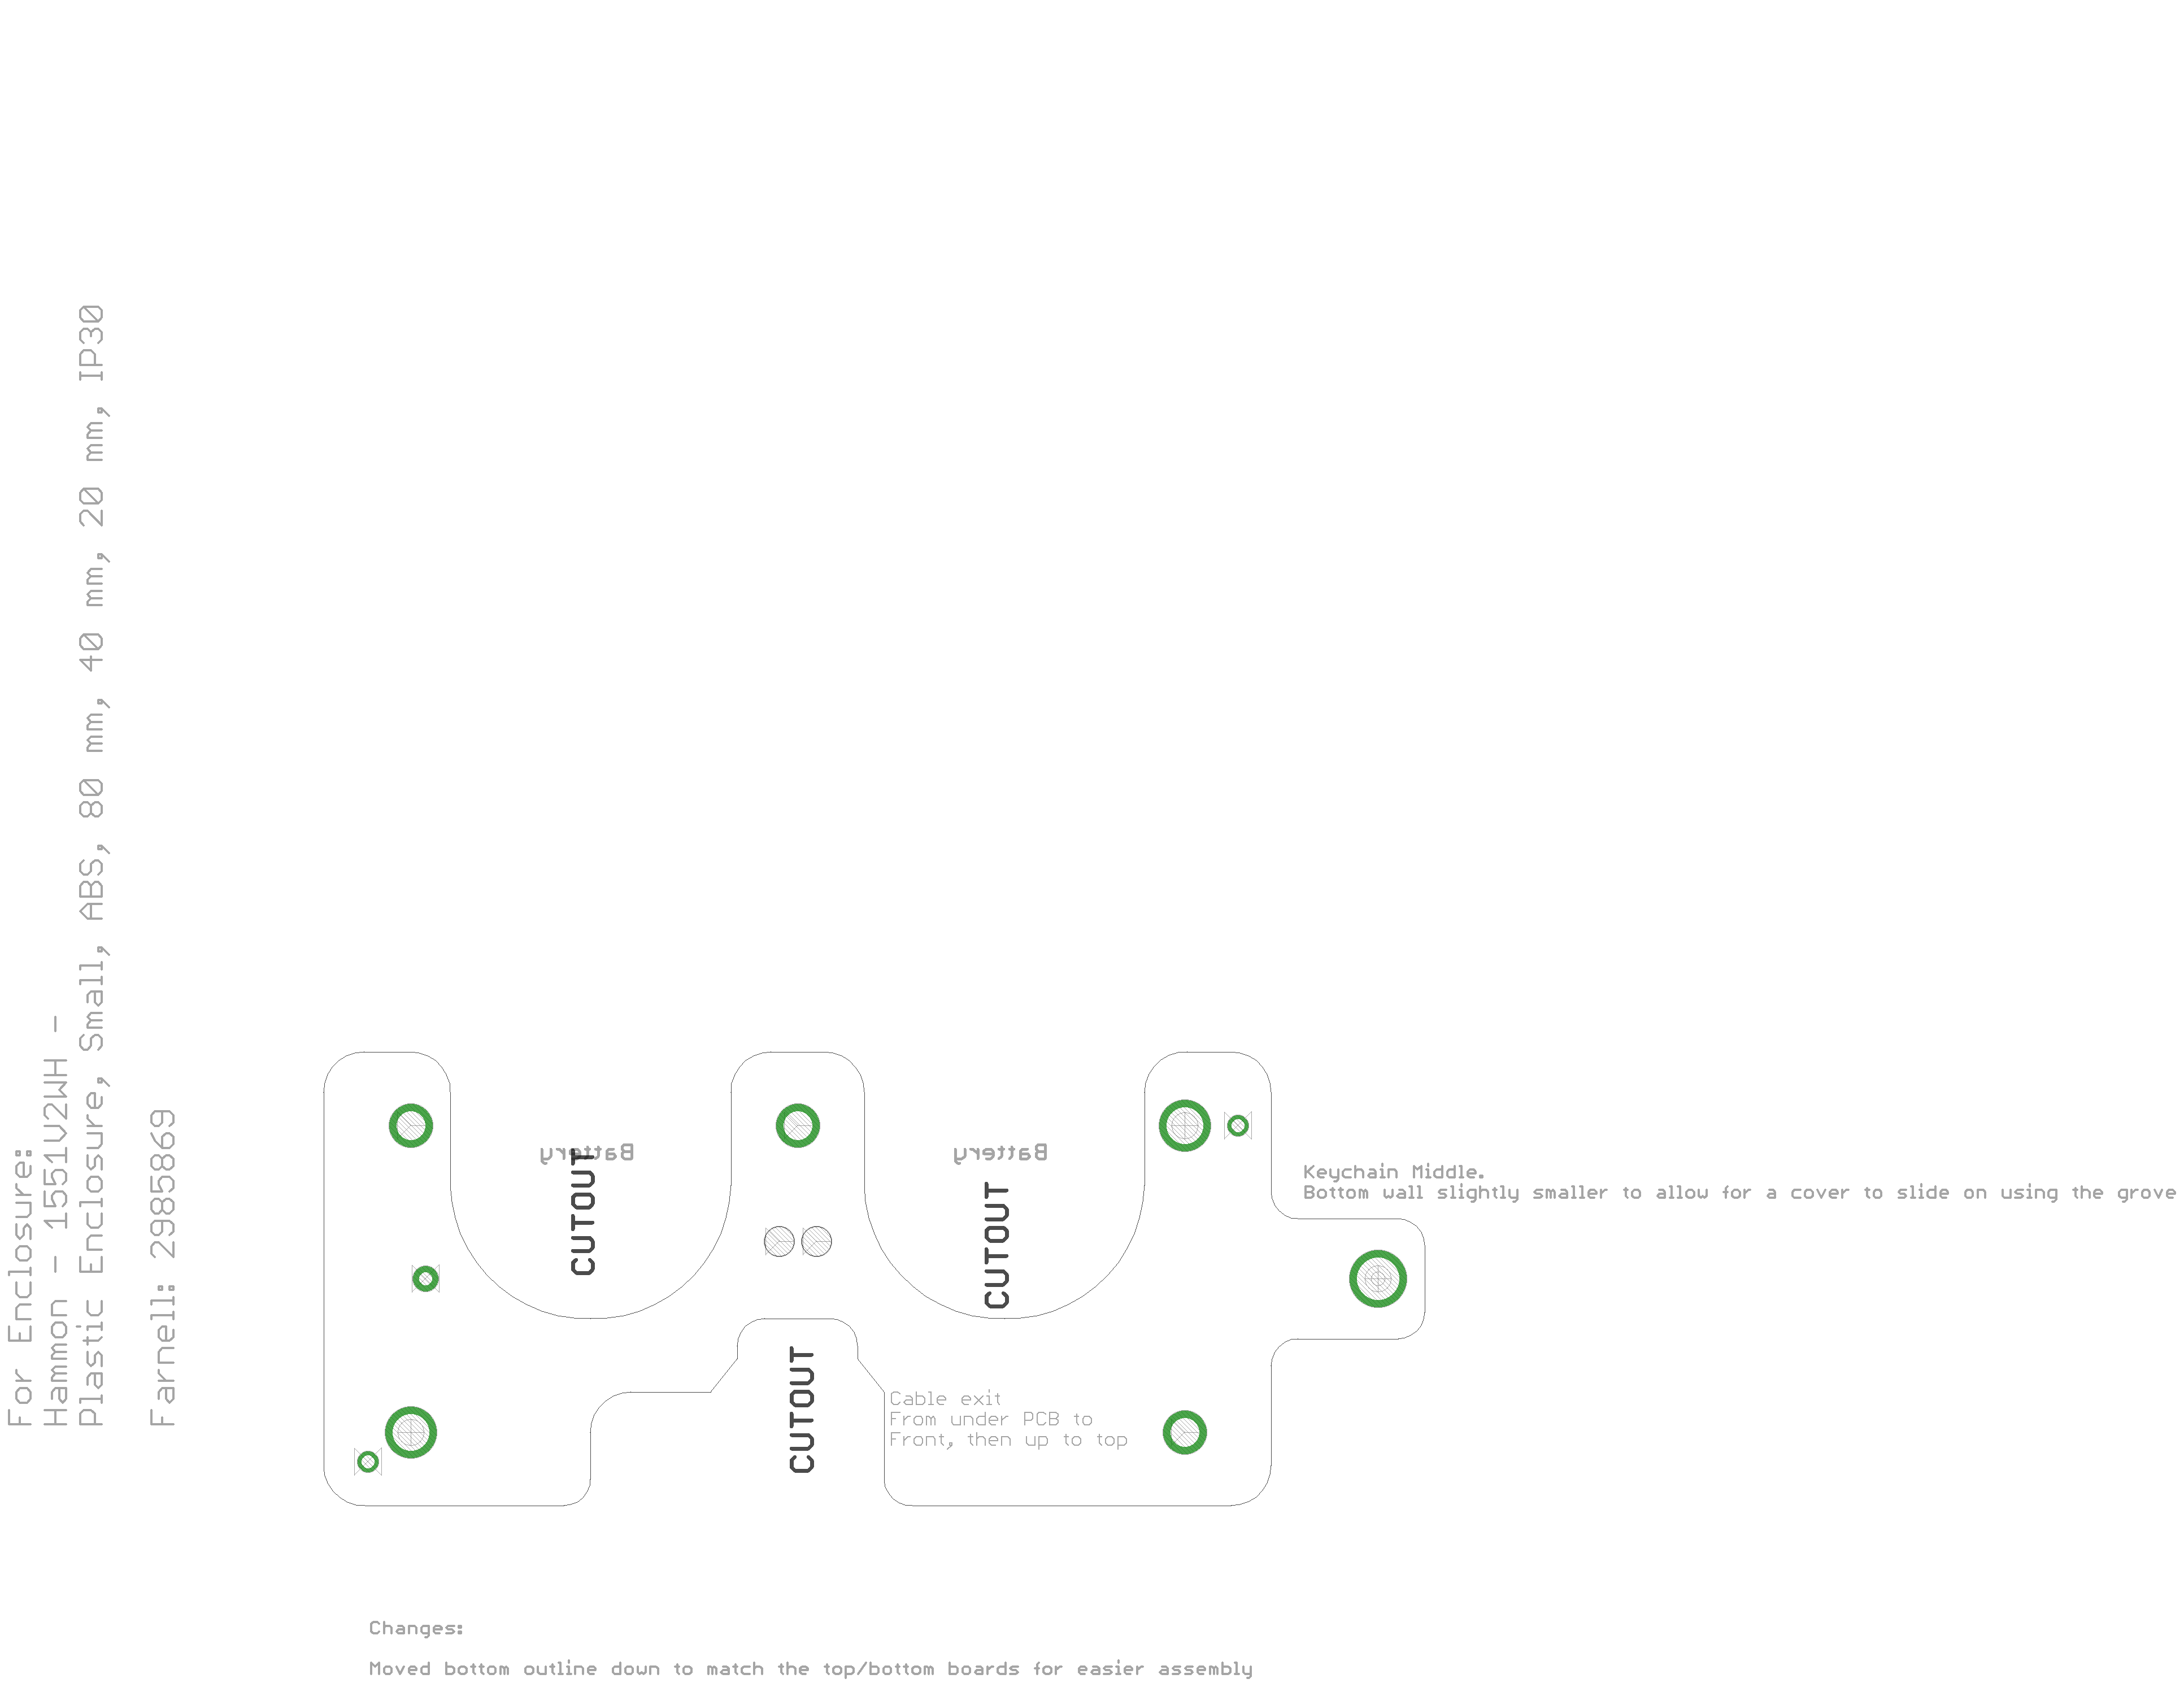 For Enclosure:
Hammon - 1551V2WH -
Plastic Enclosure, Small, ABS, 80 mm, 40 mm, 20 mm, IP30
Farnell: 2985869
Battery
CUTOUT
Battery
CUTOUT
CUTOUT
Keychain Middle.
Bottom wall slightly smaller to allow for a cover to slide on using the grove
Cable exit
From under PCB to
Front, then up to top
Changes:
Moved bottom outline down to match the top/bottom boards for easier assembly